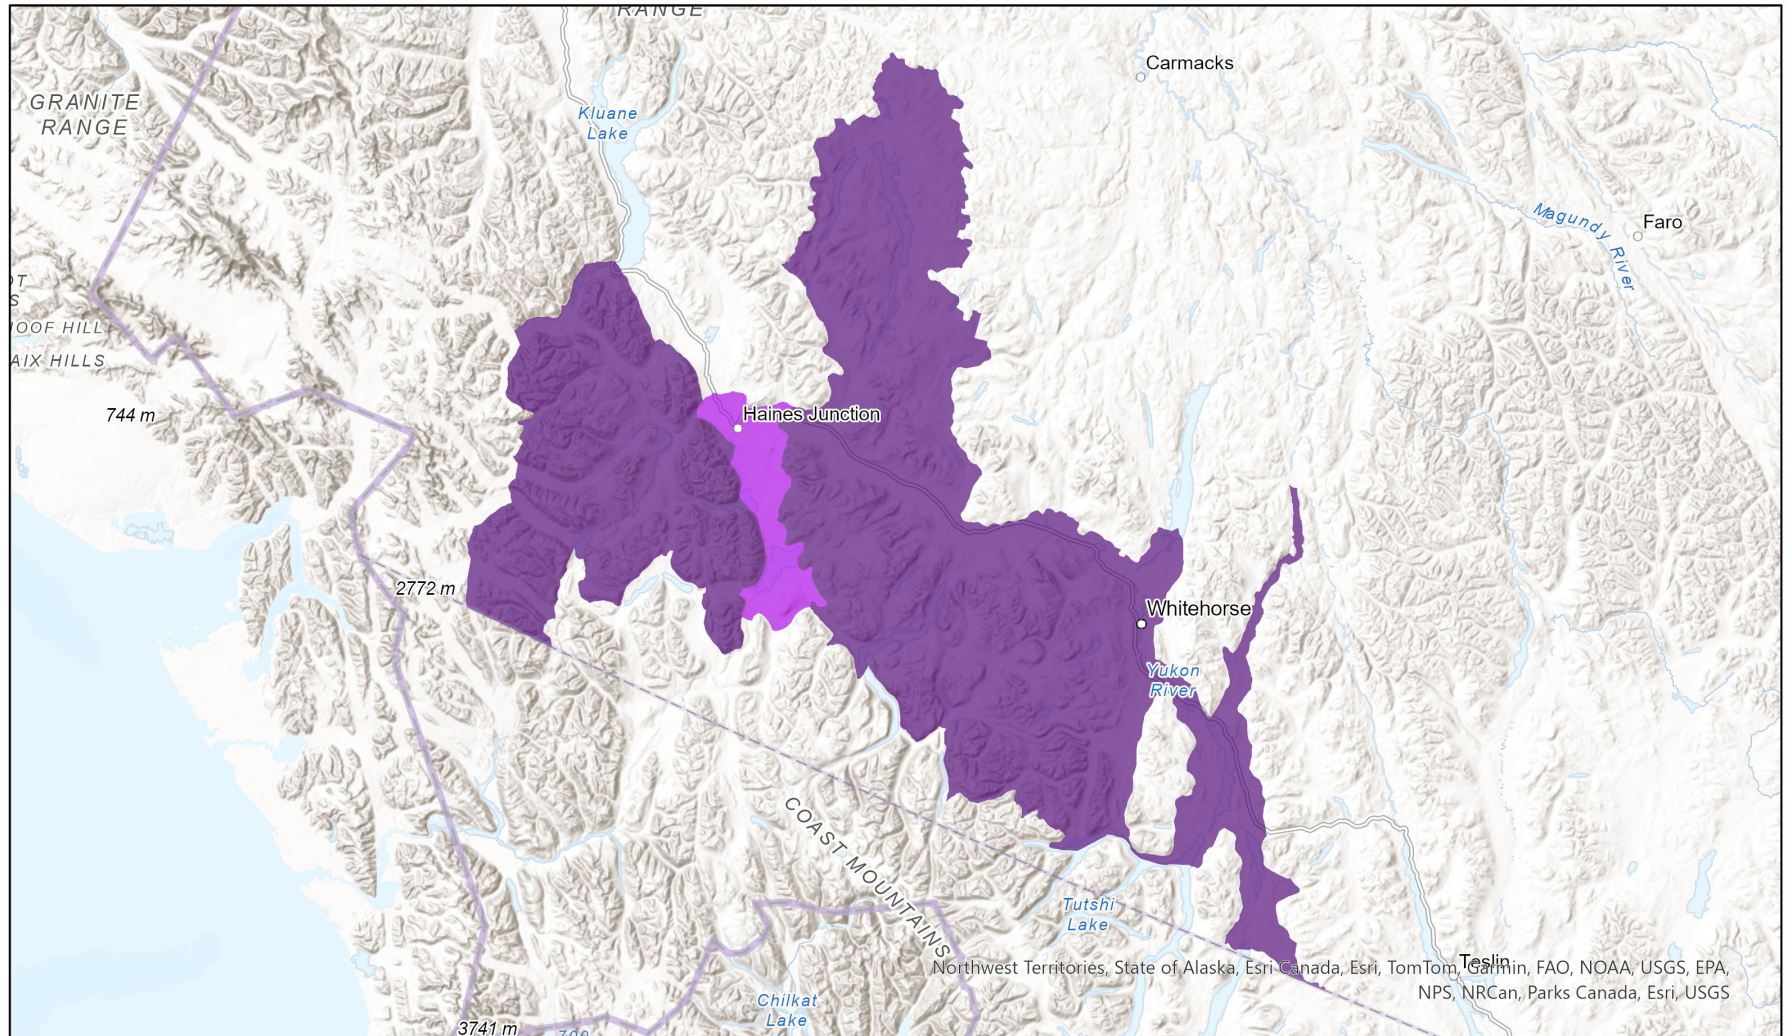 RANGE
Carmacks
GRANITE
RANGE
Kluane
Lake
Magundy River
Faro
HOOF HILL
AIX HILLS
744 m
Haines Junction
2772 m
Whitehorse
Yukon
River
COAST MOUNTAINS
Tutshi
Lake
Teslin
Northwest Territories, State of Alaska, Esri Canada, Esri, TomTom, Garmin, FAO, NOAA, USGS, EPA,
NPS, NRCan, Parks Canada, Esri, USGS
Chilkat
Lake
3741 m